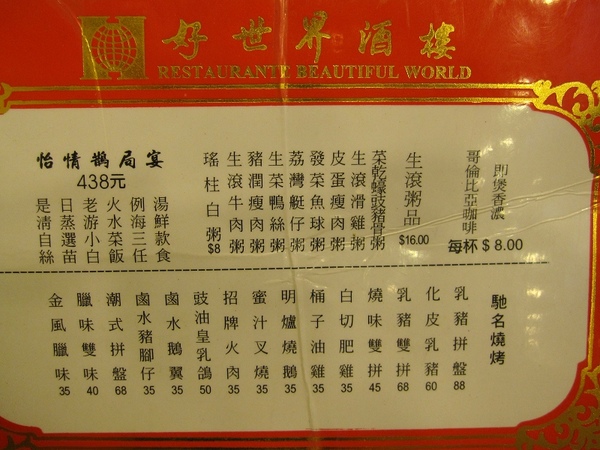 好世界酒樓
RESTAURANTE BEAUTIFUL WORLD
怡情鵲局宴
438元
是日老火例湯
清蒸游水海鮮
自選小菜三款
絲苗白飯任食
即煲香濃
哥倫比亞咖啡
每杯 $8.00
生滾粥品 $16.00
菜乾蠔豉豬骨粥
生滾滑雞粥
皮蛋瘦肉粥
發菜魚球粥
荔灣艇仔粥
生菜鴨絲粥
豬潤瘦肉粥
生滾牛肉粥
瑤柱白粥 $8
馳名燒烤
乳豬拼盤 88
化皮乳豬 60
乳豬雙拼 68
燒味雙拼 45
白切肥雞 35
桶子油雞 35
明爐燒鵝 35
蜜汁叉燒 35
招牌火肉 35
豉油皇乳鴿 50
鹵水鵝翼 35
鹵水豬腳仔 35
潮式拼盤 68
臘味雙味 40
金風臘味 35